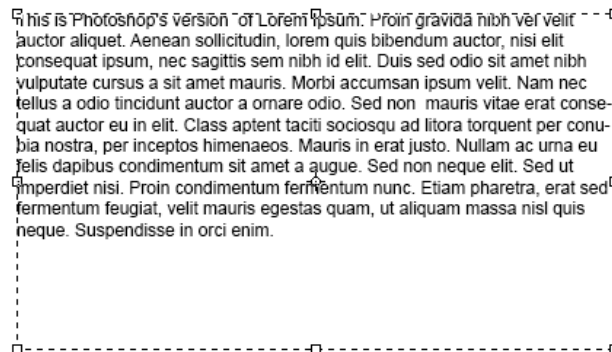 This is Photoshop's version  of Lorem Ipsum. Proin gravida nibh vel velit
auctor aliquet. Aenean sollicitudin, lorem quis bibendum auctor, nisi elit
consequat ipsum, nec sagittis sem nibh id elit. Duis sed odio sit amet nibh
vulputate cursus a sit amet mauris. Morbi accumsan ipsum velit. Nam nec
tellus a odio tincidunt auctor a ornare odio. Sed non  mauris vitae erat conse-
quat auctor eu in elit. Class aptent taciti sociosqu ad litora torquent per conu-
bia nostra, per inceptos himenaeos. Mauris in erat justo. Nullam ac urna eu
felis dapibus condimentum sit amet a augue. Sed non neque elit. Sed ut
imperdiet nisi. Proin condimentum fermentum nunc. Etiam pharetra, erat sed
fermentum feugiat, velit mauris egestas quam, ut aliquam massa nisl quis
neque. Suspendisse in orci enim.